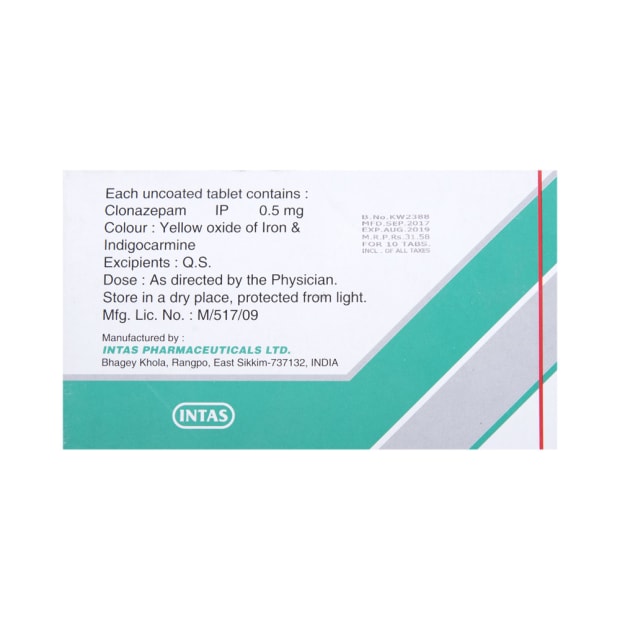 Each uncoated tablet contains :
Clonazepam IP 0.5 mg
Colour : Yellow oxide of Iron &
Indigocarmine
Excipients : Q.S.
Dose : As directed by the Physician.
Store in a dry place, protected from light.
Mfg. Lic. No. : M/517/09
B.No.KW2388
MFD.SEP.2017
EXP.AUG.2019
M.R.P.Rs.31.58
FOR 10 TABS.
INCL. OF ALL TAXES
Manufactured by :
INTAS PHARMACEUTICALS LTD.
Bhagey Khola, Rangpo, East Sikkim-737132, INDIA
INTAS